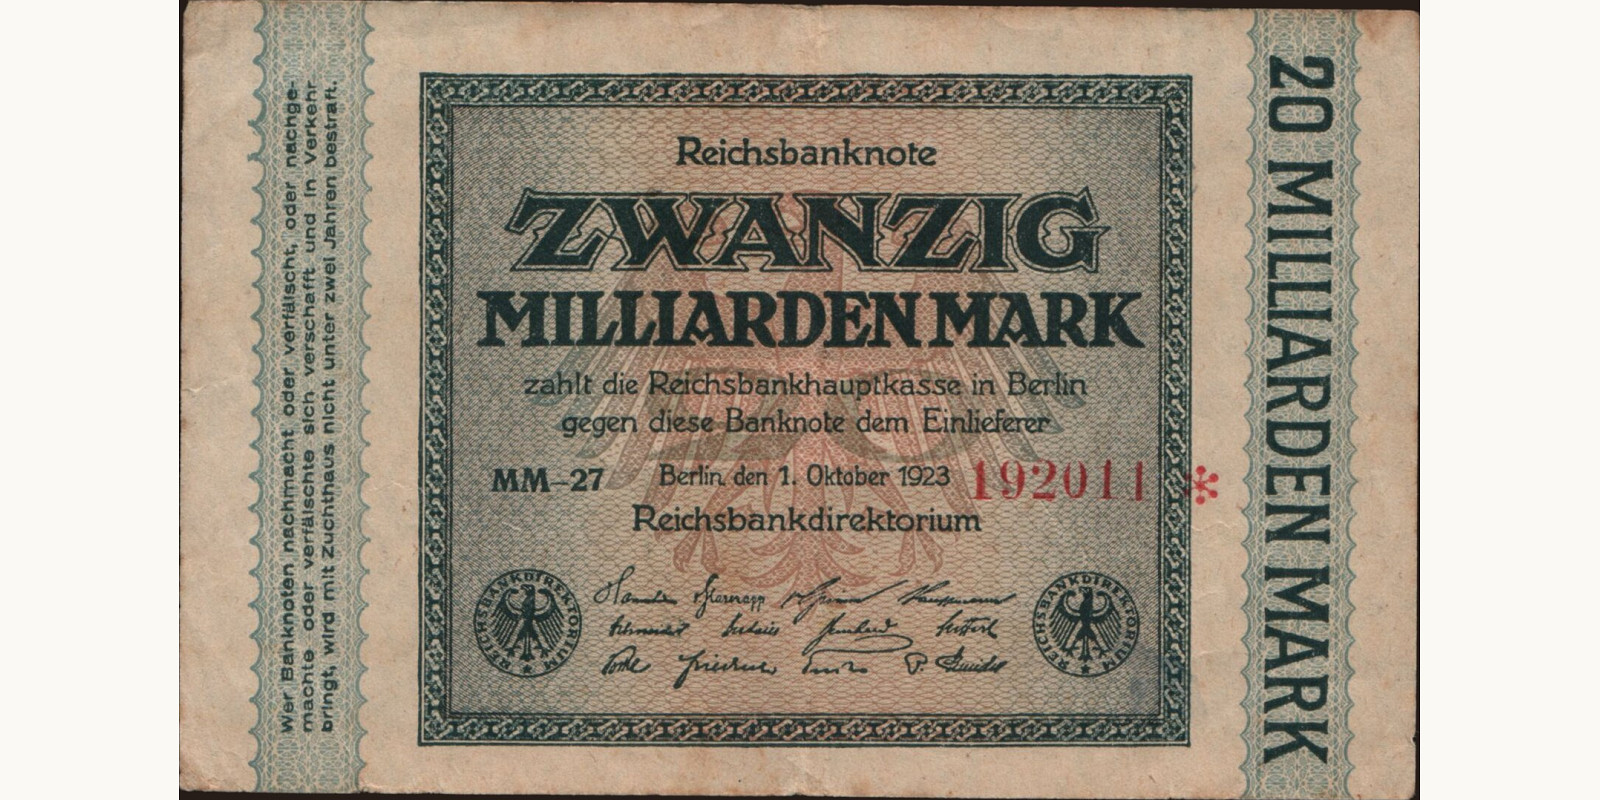 Wer Banknoten nachmacht oder verfälscht, oder nachge-
machte oder verfälschte sich verschafft und in Verkehr
bringt, wird mit Zuchthaus nicht unter zwei Jahren bestraft.
Reichsbanknote
ZWANZIG
MILLIARDEN MARK
zahlt die Reichsbankhauptkasse in Berlin
gegen diese Banknote dem Einlieferer
MM-27 Berlin, den 1. Oktober 1923 192011 *
Reichsbankdirektorium
REICHSBANKDIREKTORIUM
REICHSBANKDIREKTORIUM
20 MILLIARDEN MARK